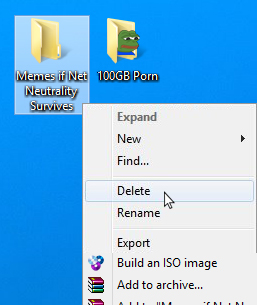 Memes if Net
Neutrality
Survives
100GB Porn
Expand
New
Find...
Delete
Rename
Export
Build an ISO image
Add to archive...
Add to "Memes if Net N